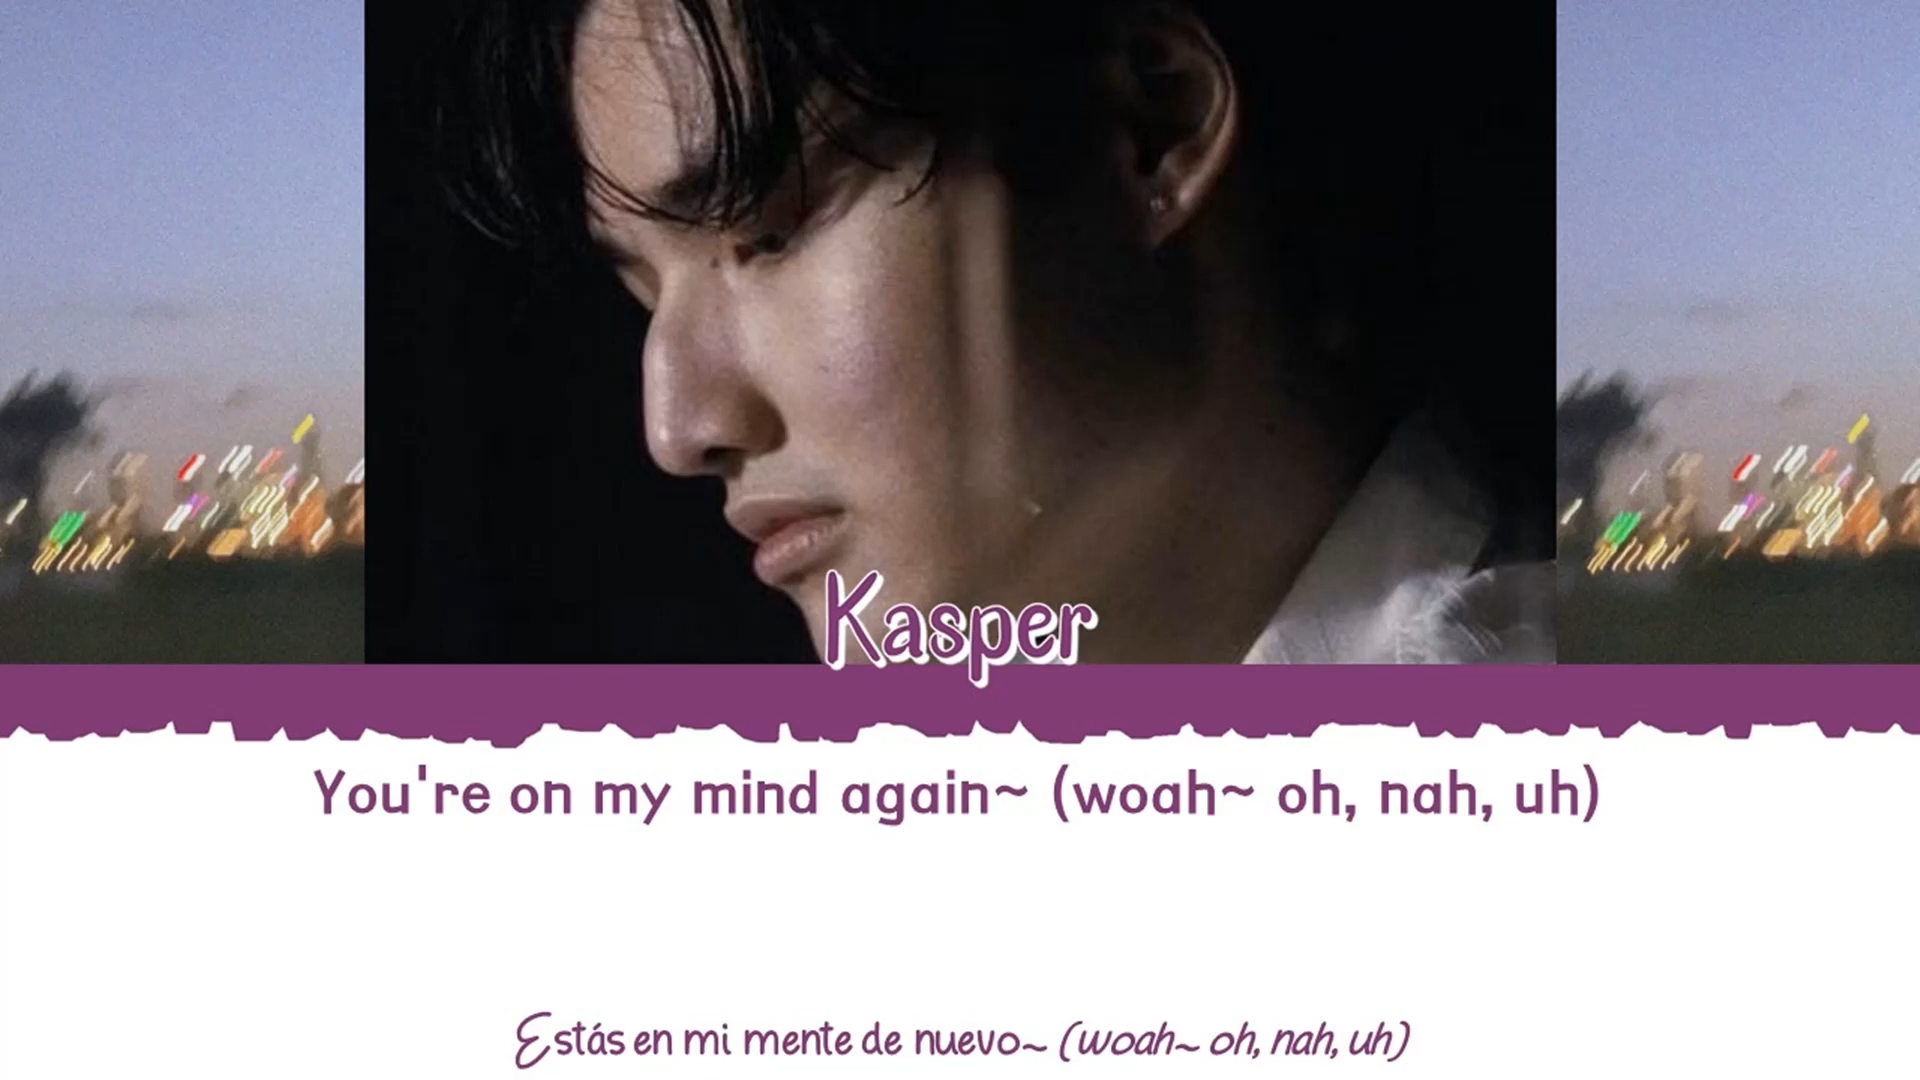 Kasper
You're on my mind again~ (woah~ oh, nah, uh)
Estás en mi mente de nuevo~ (woah~ oh, nah, uh)